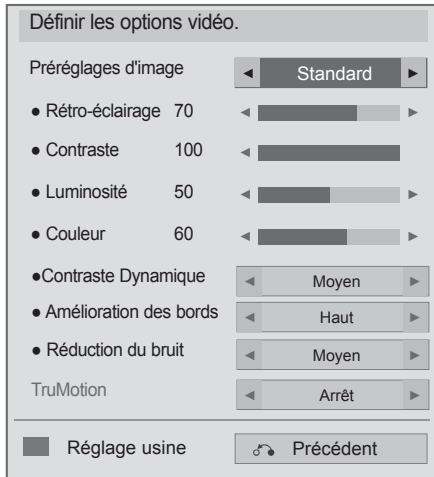 Définir les options vidéo.
Préréglages d'image ◄ Standard ►
● Rétro-éclairage 70
● Contraste 100
● Luminosité 50
● Couleur 60
●Contraste Dynamique ◄ Moyen ►
● Amélioration des bords ◄ Haut ►
● Réduction du bruit ◄ Moyen ►
TruMotion ◄ Arrêt ►
Réglage usine Précédent